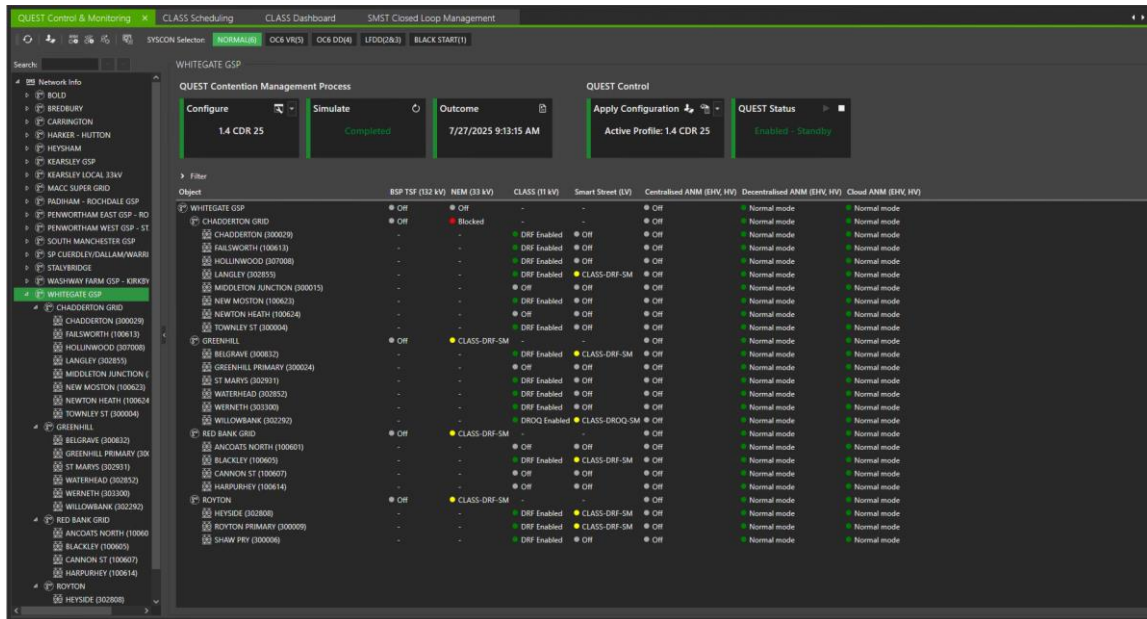 QUEST Control & Monitoring × CLASS Scheduling CLASS Dashboard SMST Closed Loop Management
SYSCON Selector: NORMAL(6) OC6 VR(5) OC6 DD(4) LFDD(2&3) BLACK START(1)
Search:
Network Info
BOLD
BREDBURY
CARRINGTON
HARKER - HUTTON
HEYSHAM
KEARSLEY GSP
KEARSLEY LOCAL 33kV
MACC SUPER GRID
PADIHAM - ROCHDALE GSP
PENWORTHAM EAST GSP - RO
PENWORTHAM WEST GSP - ST.
SOUTH MANCHESTER GSP
SP CUERDLEY/DALLAM/WARRI
STALYBRIDGE
WASHWAY FARM GSP - KIRKBY
WHITEGATE GSP
CHADDERTON GRID
CHADDERTON (300029)
FAILSWORTH (100613)
HOLLINWOOD (307008)
LANGLEY (302855)
MIDDLETON JUNCTION (
NEW MOSTON (100623)
NEWTON HEATH (100624
TOWNLEY ST (300004)
GREENHILL
BELGRAVE (300832)
GREENHILL PRIMARY (300
ST MARYS (302931)
WATERHEAD (302852)
WERNETH (303300)
WILLOWBANK (302292)
RED BANK GRID
ANCOATS NORTH (10060
BLACKLEY (100605)
CANNON ST (100607)
HARPURHEY (100614)
ROYTON
HEYSIDE (302808)
WHITEGATE GSP
QUEST Contention Management Process QUEST Control
Configure Simulate Outcome Apply Configuration QUEST Status
1.4 CDR 25 Completed 7/27/2025 9:13:15 AM Active Profile: 1.4 CDR 25 Enabled - Standby
Filter
Object BSP TSF (132 kV) NEM (33 kV) CLASS (11 kV) Smart Street (LV) Centralised ANM (EHV, HV) Decentralised ANM (EHV, HV) Cloud ANM (EHV, HV)
WHITEGATE GSP Off Off - - Off Normal mode Normal mode
CHADDERTON GRID Off Blocked - - Off Normal mode Normal mode
CHADDERTON (300029) - - DRF Enabled Off Off Normal mode Normal mode
FAILSWORTH (100613) - - DRF Enabled Off Off Normal mode Normal mode
HOLLINWOOD (307008) - - DRF Enabled Off Off Normal mode Normal mode
LANGLEY (302855) - - DRF Enabled CLASS-DRF-SM Off Normal mode Normal mode
MIDDLETON JUNCTION (300015) - - Off Off Off Normal mode Normal mode
NEW MOSTON (100623) - - DRF Enabled Off Off Normal mode Normal mode
NEWTON HEATH (100624) - - Off Off Off Normal mode Normal mode
TOWNLEY ST (300004) - - DRF Enabled Off Off Normal mode Normal mode
GREENHILL Off CLASS-DRF-SM - - Off Normal mode Normal mode
BELGRAVE (300832) - - DRF Enabled CLASS-DRF-SM Off Normal mode Normal mode
GREENHILL PRIMARY (300024) - - Off Off Off Normal mode Normal mode
ST MARYS (302931) - - DRF Enabled Off Off Normal mode Normal mode
WATERHEAD (302852) - - DRF Enabled Off Off Normal mode Normal mode
WERNETH (303300) - - DRF Enabled Off Off Normal mode Normal mode
WILLOWBANK (302292) - - DROQ Enabled CLASS-DROQ-SM Off Normal mode Normal mode
RED BANK GRID Off CLASS-DRF-SM - - Off Normal mode Normal mode
ANCOATS NORTH (100601) - - Off Off Off Normal mode Normal mode
BLACKLEY (100605) - - DRF Enabled CLASS-DRF-SM Off Normal mode Normal mode
CANNON ST (100607) - - Off Off Off Normal mode Normal mode
HARPURHEY (100614) - - Off Off Off Normal mode Normal mode
ROYTON Off CLASS-DRF-SM - - Off Normal mode Normal mode
HEYSIDE (302808) - - DRF Enabled CLASS-DRF-SM Off Normal mode Normal mode
ROYTON PRIMARY (300009) - - DRF Enabled CLASS-DRF-SM Off Normal mode Normal mode
SHAW PRY (300006) - - DRF Enabled Off Off Normal mode Normal mode